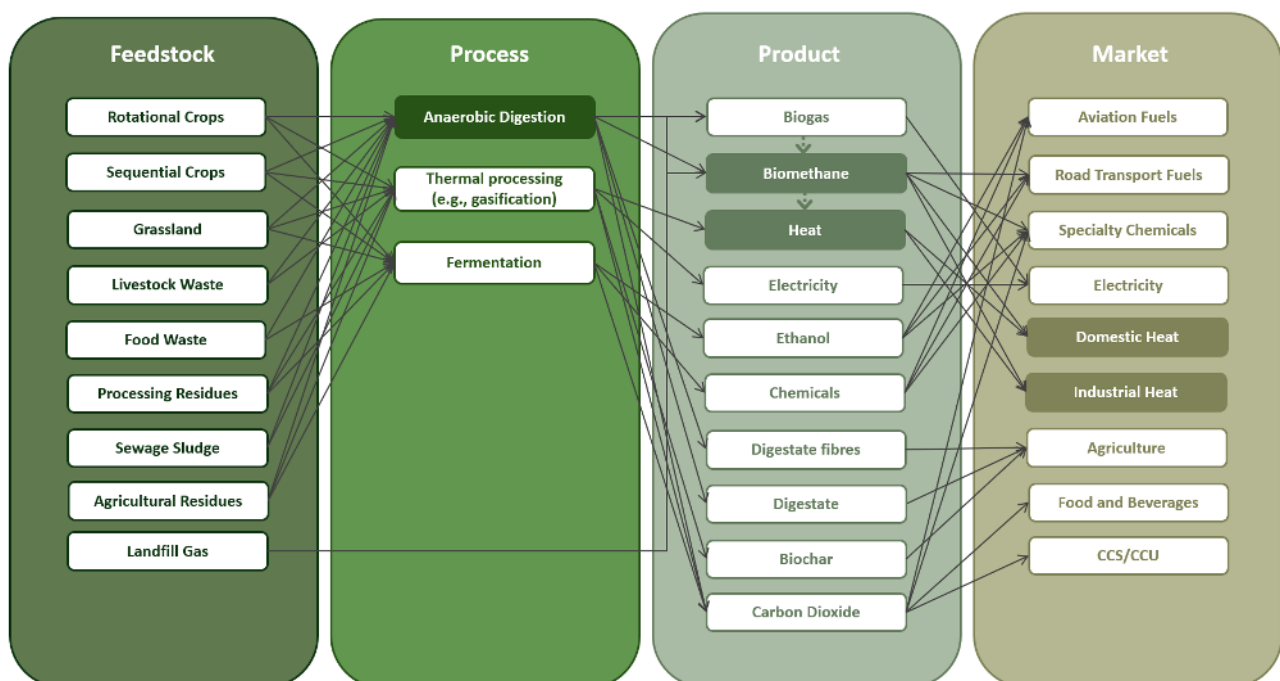 Feedstock
Rotational Crops
Sequential Crops
Grassland
Livestock Waste
Food Waste
Processing Residues
Sewage Sludge
Agricultural Residues
Landfill Gas
Process
Anaerobic Digestion
Thermal processing
(e.g., gasification)
Fermentation
Product
Biogas
Biomethane
Heat
Electricity
Ethanol
Chemicals
Digestate fibres
Digestate
Biochar
Carbon Dioxide
Market
Aviation Fuels
Road Transport Fuels
Specialty Chemicals
Electricity
Domestic Heat
Industrial Heat
Agriculture
Food and Beverages
CCS/CCU